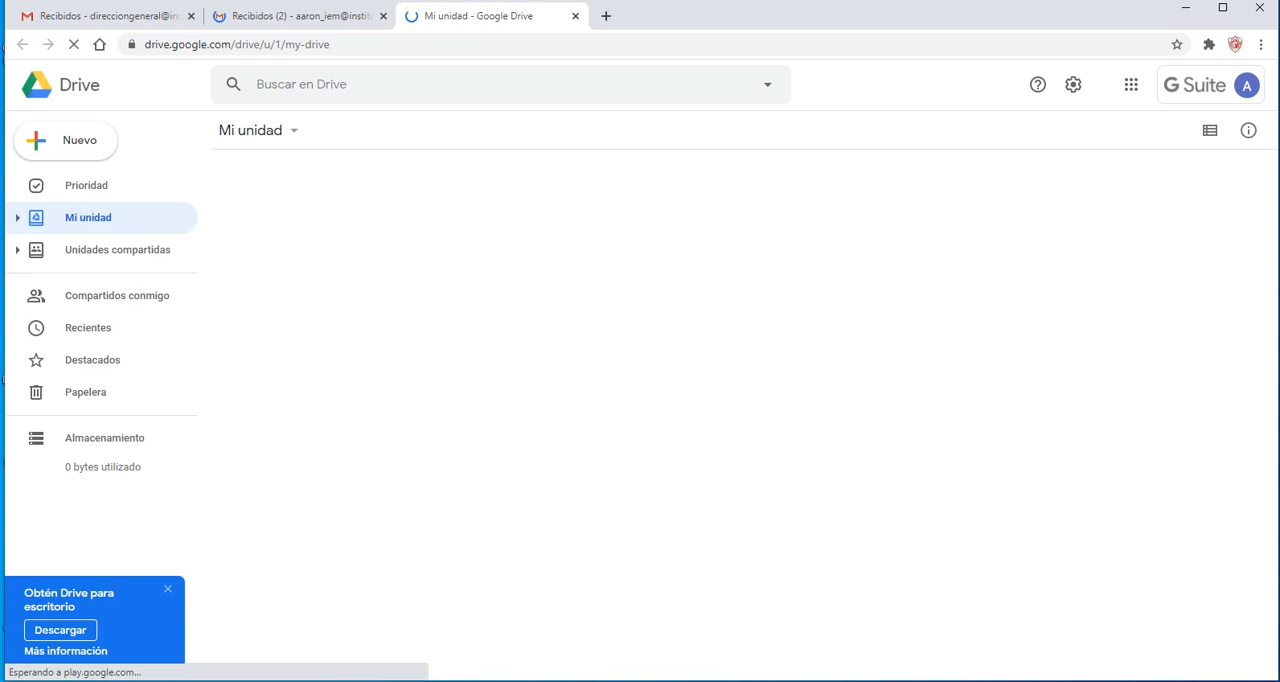 Recibidos - direcciongeneral@in
Recibidos (2) - aaron_iem@institu
Mi unidad - Google Drive
drive.google.com/drive/u/1/my-drive
Drive
Buscar en Drive
G Suite
A
Nuevo
Mi unidad
Prioridad
Mi unidad
Unidades compartidas
Compartidos conmigo
Recientes
Destacados
Papelera
Almacenamiento
0 bytes utilizado
Obtén Drive para
escritorio
Descargar
Más información
Esperando a play.google.com...